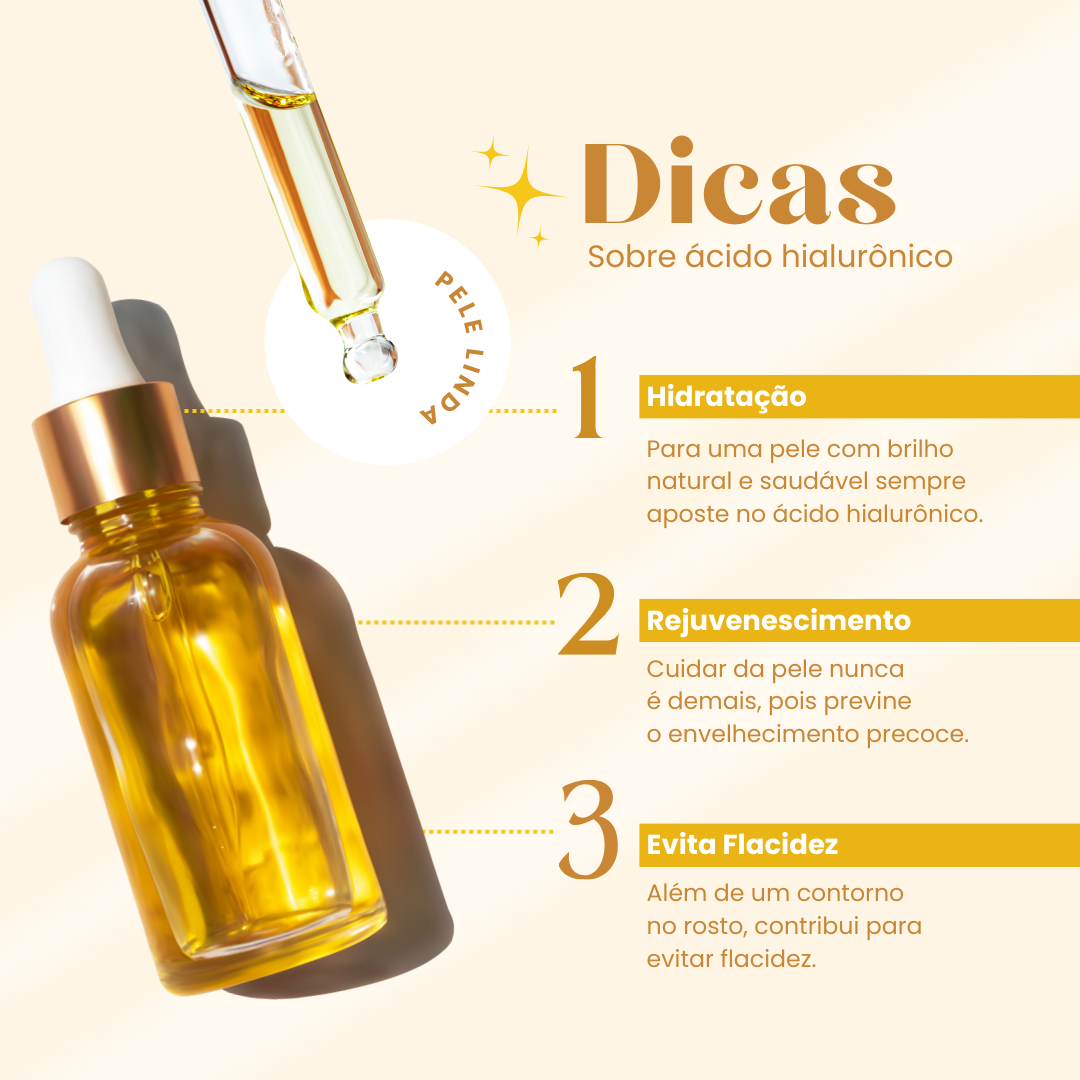 Dicas
Sobre ácido hialurônico
PELE LINDA
1
Hidratação
Para uma pele com brilho
natural e saudável sempre
aposte no ácido hialurônico.
2
Rejuvenescimento
Cuidar da pele nunca
é demais, pois previne
o envelhecimento precoce.
3
Evita Flacidez
Além de um contorno
no rosto, contribui para
evitar flacidez.